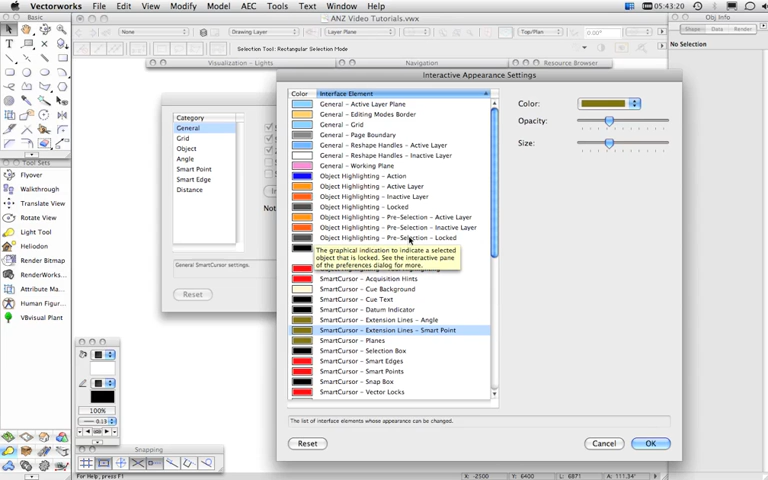 Vectorworks File Edit View Modify Model AEC Tools Text Window Help 05:43:20
Basic
ANZ Video Tutorials.vwx
Obj Info
None
Drawing Layer
Layer Plane
Top/Plan
0.00°
Shape Data Render
No Selection
Selection Tool: Rectangular Selection Mode
Visualization - Lights
Navigation
Resource Browser
Interactive Appearance Settings
Color Interface Element
General - Active Layer Plane
General - Editing Modes Border
General - Grid
General - Page Boundary
General - Reshape Handles - Active Layer
General - Reshape Handles - Inactive Layer
General - Working Plane
Object Highlighting - Action
Object Highlighting - Active Layer
Object Highlighting - Inactive Layer
Object Highlighting - Locked
Object Highlighting - Pre-Selection - Active Layer
Object Highlighting - Pre-Selection - Inactive Layer
Object Highlighting - Pre-Selection - Locked
The graphical indication to indicate a selected
object that is locked. See the interactive pane
of the preferences dialog for more.
SmartCursor - Acquisition Hints
SmartCursor - Cue Background
SmartCursor - Cue Text
SmartCursor - Datum Indicator
SmartCursor - Extension Lines - Angle
SmartCursor - Extension Lines - Smart Point
SmartCursor - Planes
SmartCursor - Selection Box
SmartCursor - Smart Edges
SmartCursor - Smart Points
SmartCursor - Snap Box
SmartCursor - Vector Locks
Color:
Opacity:
Size:
The list of interface elements whose appearance can be changed.
Reset
Cancel
OK
Category
General
Grid
Object
Angle
Smart Point
Smart Edge
Distance
General SmartCursor settings.
Reset
Tool Sets
Flyover
Walkthrough
Translate View
Rotate View
Light Tool
Heliodon
Render Bitmap
RenderWorks...
Attribute Ma...
Human Figur...
VBvisual Plant
100%
0.13
Snapping
For Help, press F1
X: -2500 Y: 6400 L: 6871 A: 111.34°